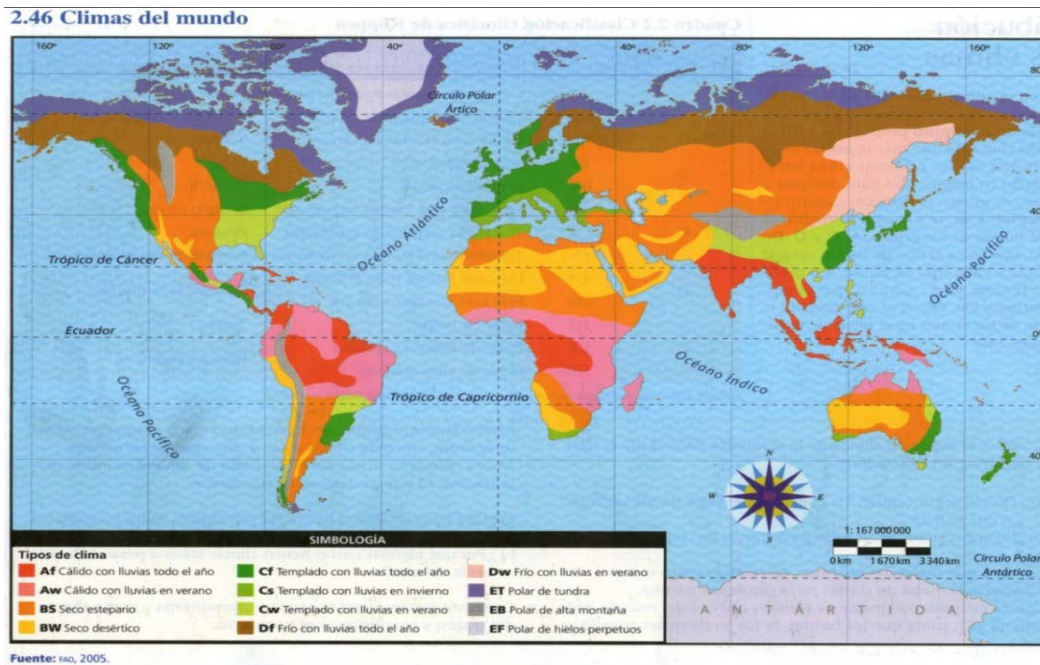 2.46 Climas del mundo
160° 120° 80° 40° 0° 40° 80° 120° 160°
80
Círculo Polar
Ártico
Océano Atlántico
40
Trópico de Cáncer
Océano Pacífico
Ecuador
0°
Océano Índico
Océano Pacífico
Trópico de Capricornio
40
N
W E
S
SIMBOLOGÍA
1: 167 000 000
0 km 1 670 km 3 340 km
Círculo Polar
Antártico
ANTÁRTIDA
Tipos de clima
Af Cálido con lluvias todo el año
Aw Cálido con lluvias en verano
BS Seco estepario
BW Seco desértico
Cf Templado con lluvias todo el año
Cs Templado con lluvias en invierno
Cw Templado con lluvias en verano
Df Frío con lluvias todo el año
Dw Frío con lluvias en verano
ET Polar de tundra
EB Polar de alta montaña
EF Polar de hielos perpetuos
Fuente: FAO, 2005.